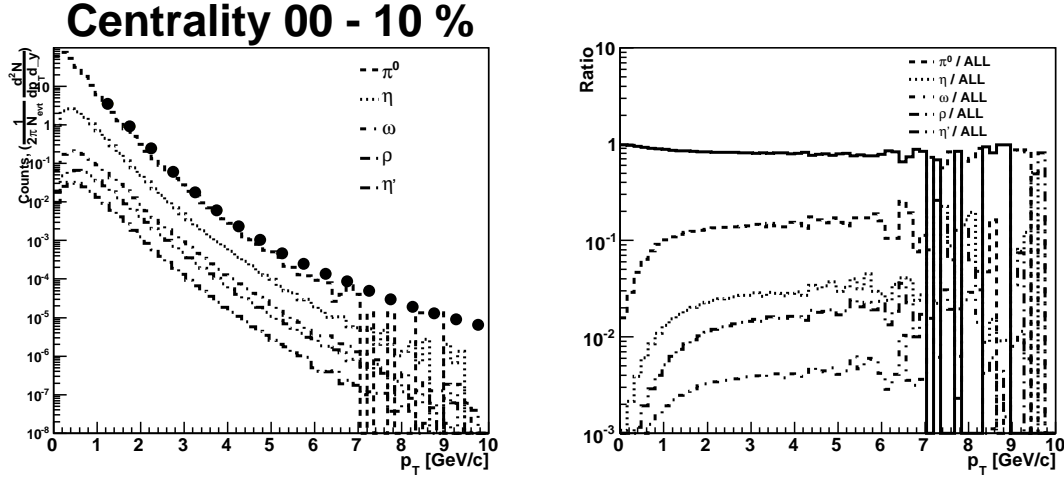 Centrality 00 - 10 %
Counts, (1/2π N_evt d²N/dp_T d_y)
10
1
10⁻¹
10⁻²
10⁻³
10⁻⁴
10⁻⁵
10⁻⁶
10⁻⁷
10⁻⁸
π⁰
η
ω
ρ
η'
0 1 2 3 4 5 6 7 8 9 10
p_T [GeV/c]
Ratio
10
1
10⁻¹
10⁻²
10⁻³
π⁰ / ALL
η / ALL
ω / ALL
ρ / ALL
η' / ALL
0 1 2 3 4 5 6 7 8 9 10
p_T [GeV/c]